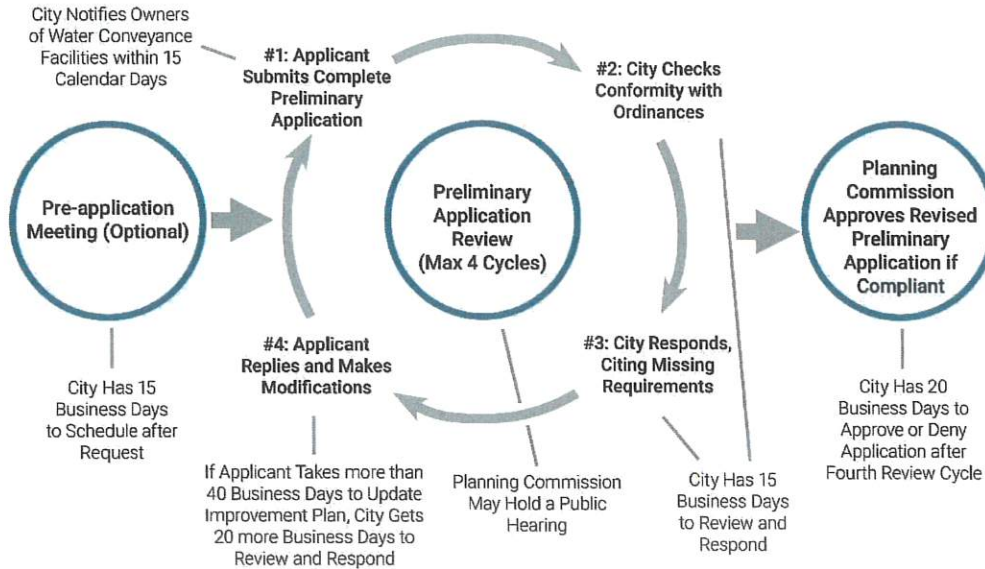 City Notifies Owners
of Water Conveyance
Facilities within 15
Calendar Days
#1: Applicant
Submits Complete
Preliminary
Application
#2: City Checks
Conformity with
Ordinances
Pre-application
Meeting (Optional)
Preliminary
Application
Review
(Max 4 Cycles)
Planning
Commission
Approves Revised
Preliminary
Application if
Compliant
#4: Applicant
Replies and Makes
Modifications
#3: City Responds,
Citing Missing
Requirements
City Has 15
Business Days
to Schedule after
Request
If Applicant Takes more than
40 Business Days to Update
Improvement Plan, City Gets
20 more Business Days to
Review and Respond
Planning Commission
May Hold a Public
Hearing
City Has 15
Business Days
to Review and
Respond
City Has 20
Business Days to
Approve or Deny
Application after
Fourth Review Cycle